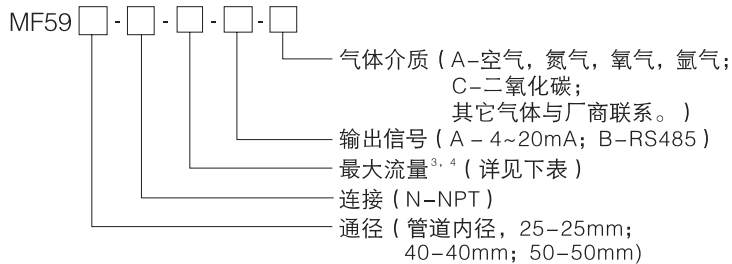 MF59□-□-□-□-□
气体介质（A-空气，氮气，氧气，氩气；
C-二氧化碳；
其它气体与厂商联系。）
输出信号（A - 4~20mA；B-RS485）
最大流量³˒ ⁴（详见下表）
连接（N-NPT）
通径（管道内径，25-25mm；
40-40mm；50-50mm）